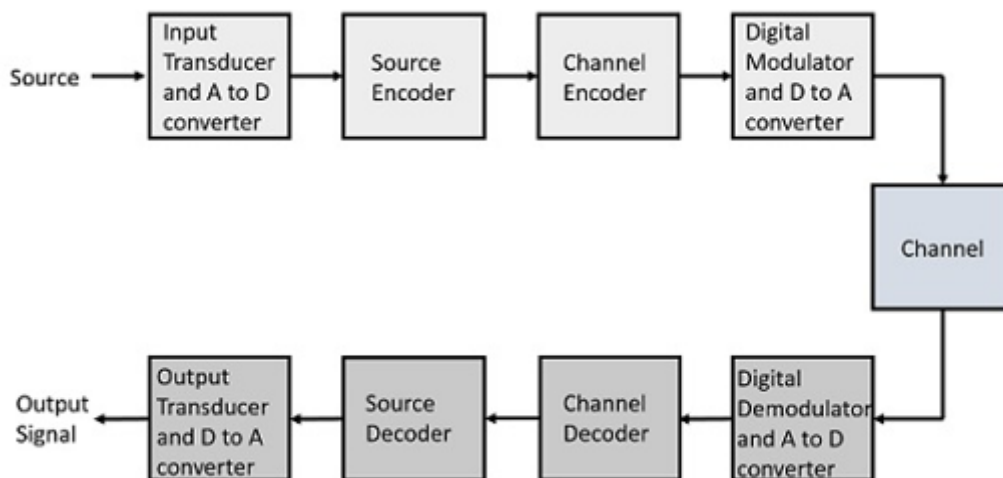 Source
Input
Transducer
and A to D
converter
Source
Encoder
Channel
Encoder
Digital
Modulator
and D to A
converter
Channel
Output
Signal
Output
Transducer
and D to A
converter
Source
Decoder
Channel
Decoder
Digital
Demodulator
and A to D
converter